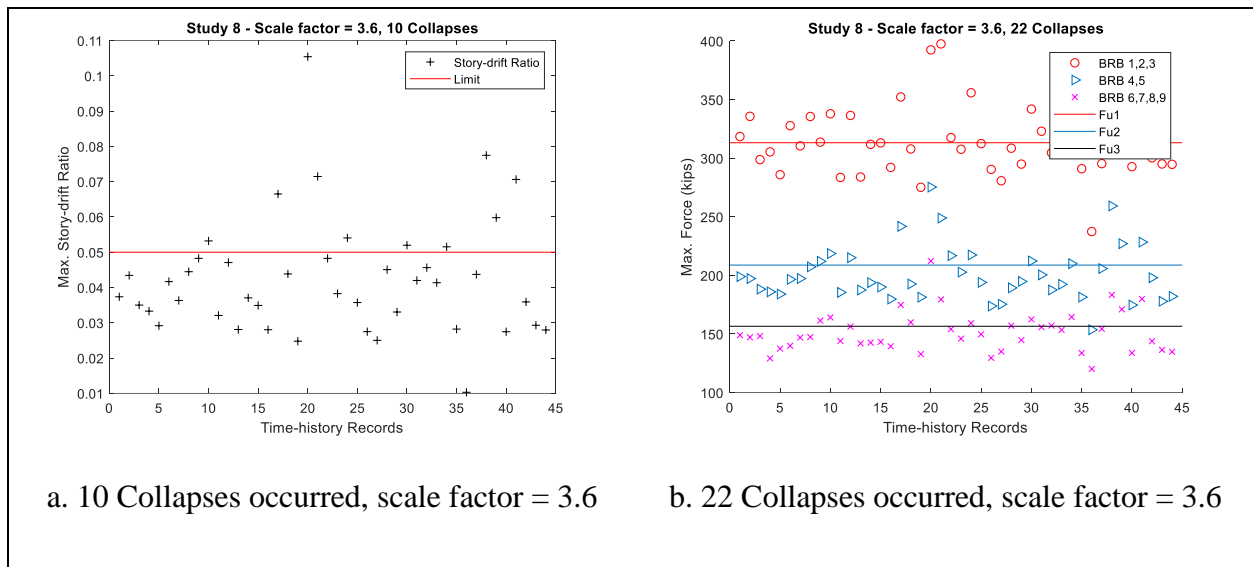 Study 8 - Scale factor = 3.6, 10 Collapses
0.11
0.1
0.09
0.08
0.07
0.06
0.05
0.04
0.03
0.02
0.01
Max. Story-drift Ratio
Story-drift Ratio
Limit
0 5 10 15 20 25 30 35 40 45
Time-history Records
Study 8 - Scale factor = 3.6, 22 Collapses
400
350
300
250
200
150
100
Max. Force (kips)
BRB 1,2,3
BRB 4,5
BRB 6,7,8,9
Fu1
Fu2
Fu3
0 5 10 15 20 25 30 35 40 45
Time-history Records
a. 10 Collapses occurred, scale factor = 3.6
b. 22 Collapses occurred, scale factor = 3.6